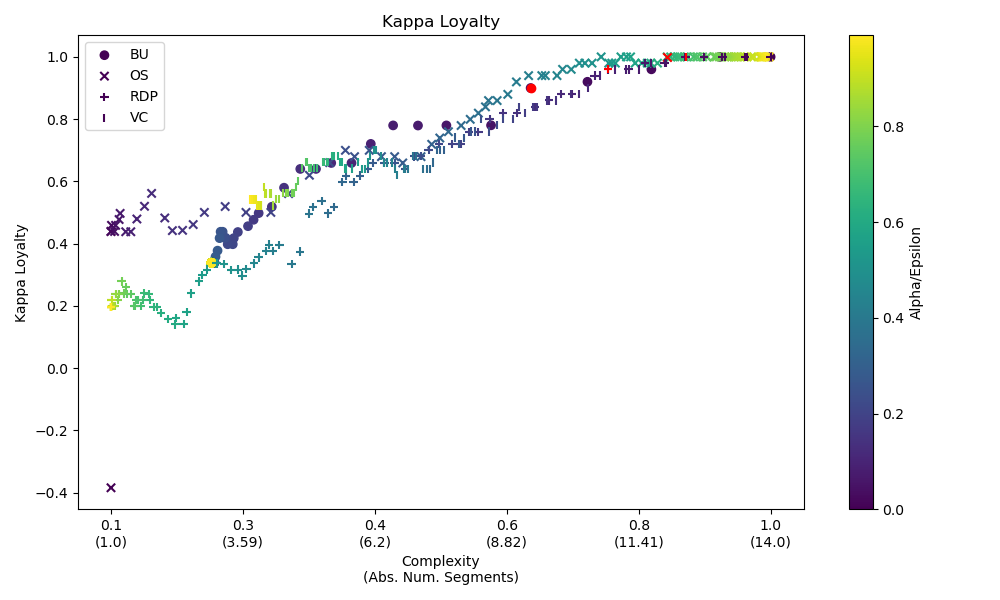 Kappa Loyalty
BU
OS
RDP
VC
Kappa Loyalty
1.0
0.8
0.6
0.4
0.2
0.0
−0.2
−0.4
0.1 0.3 0.4 0.6 0.8 1.0
(1.0) (3.59) (6.2) (8.82) (11.41) (14.0)
Complexity
(Abs. Num. Segments)
0.8
0.6
0.4
0.2
0.0
Alpha/Epsilon